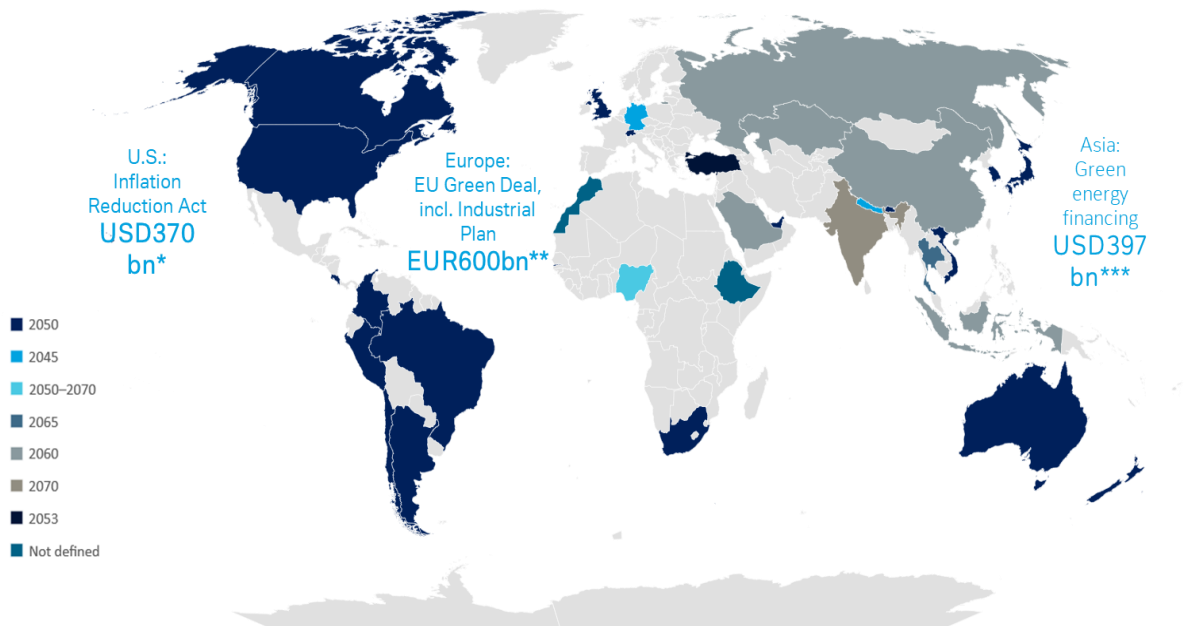 U.S.:
Inflation
Reduction Act
USD370
bn*
Europe:
EU Green Deal,
incl. Industrial
Plan
EUR600bn**
Asia:
Green
energy
financing
USD397
bn***
2050
2045
2050–2070
2065
2060
2070
2053
Not defined